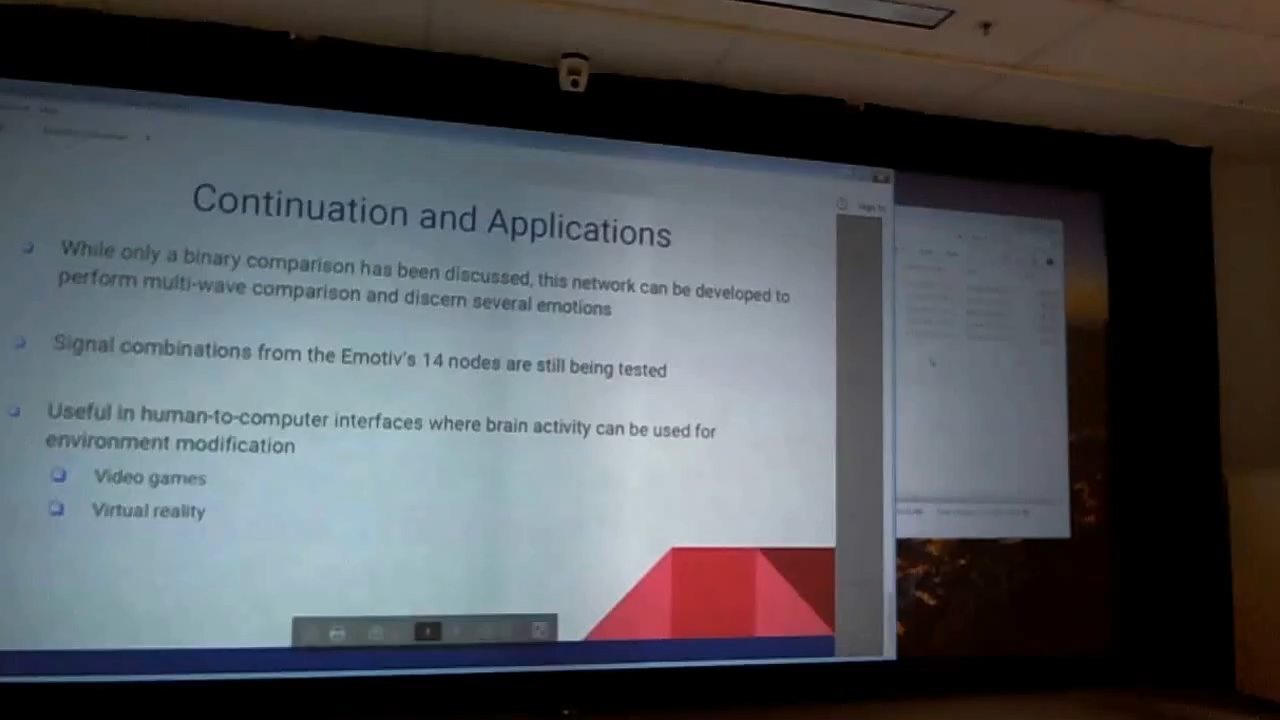 Continuation and Applications
While only a binary comparison has been discussed, this network can be developed to
perform multi-wave comparison and discern several emotions
Signal combinations from the Emotiv's 14 nodes are still being tested
Useful in human-to-computer interfaces where brain activity can be used for
environment modification
Video games
Virtual reality